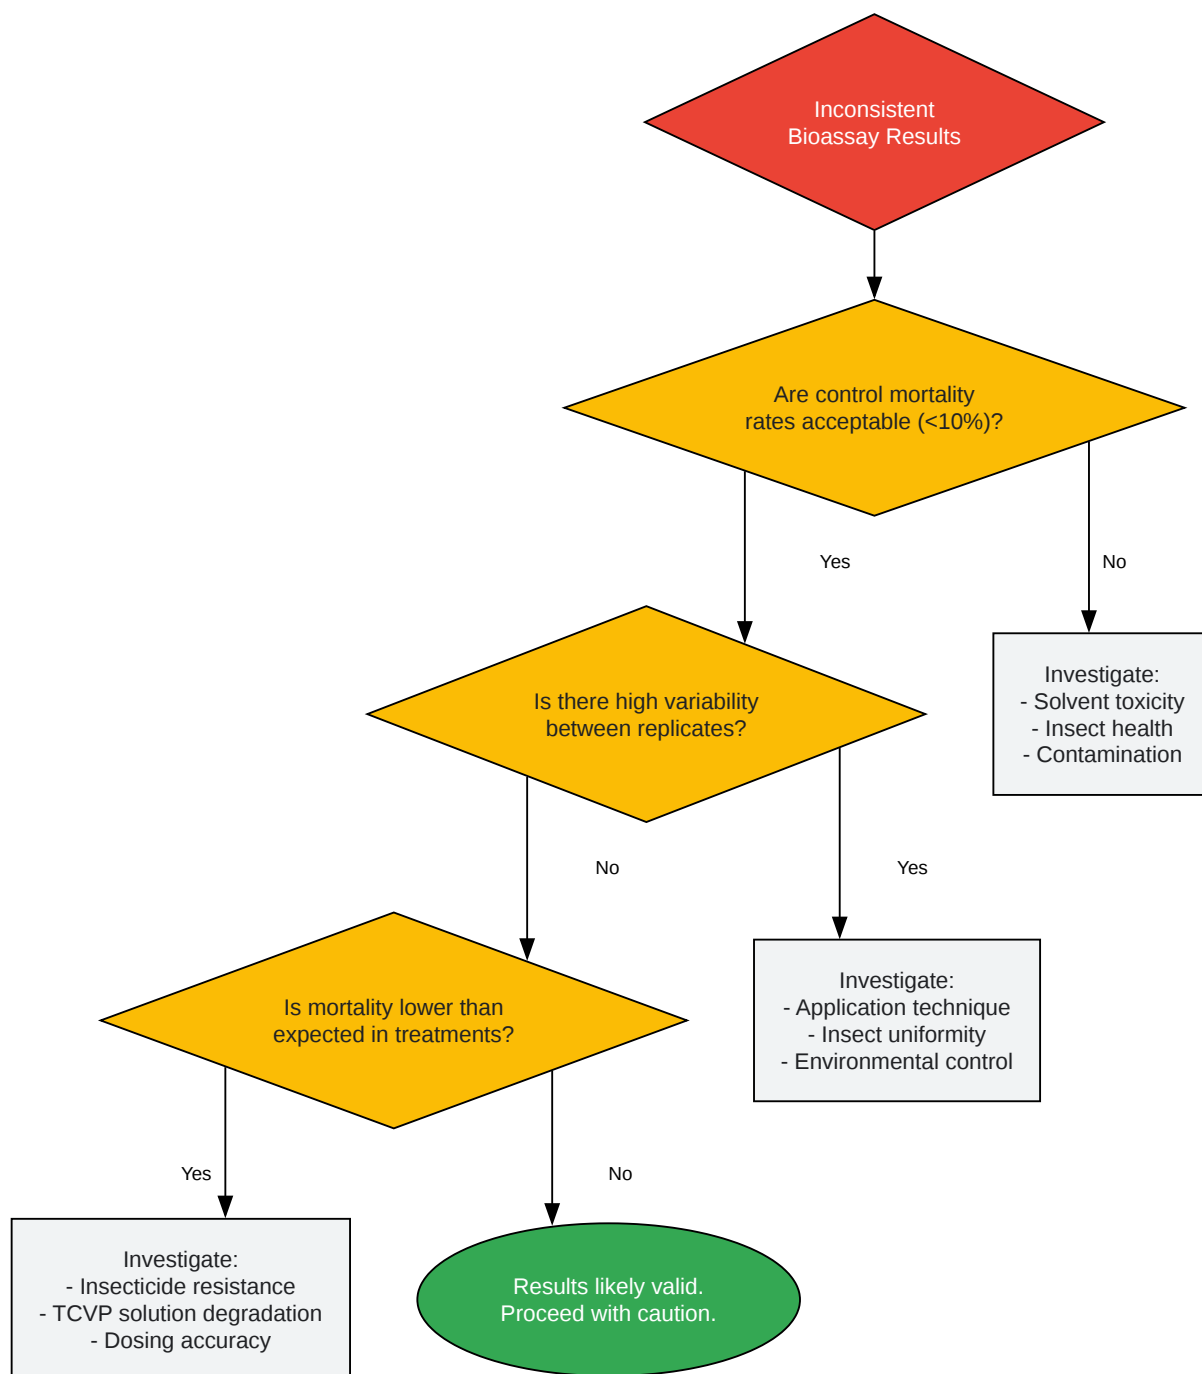 Inconsistent
Bioassay Results
Are control mortality
rates acceptable (<10%)?
Yes
No
Is there high variability
between replicates?
Investigate:
- Solvent toxicity
- Insect health
- Contamination
No
Yes
Is mortality lower than
expected in treatments?
Investigate:
- Application technique
- Insect uniformity
- Environmental control
Yes
No
Investigate:
- Insecticide resistance
- TCVP solution degradation
- Dosing accuracy
Results likely valid.
Proceed with caution.